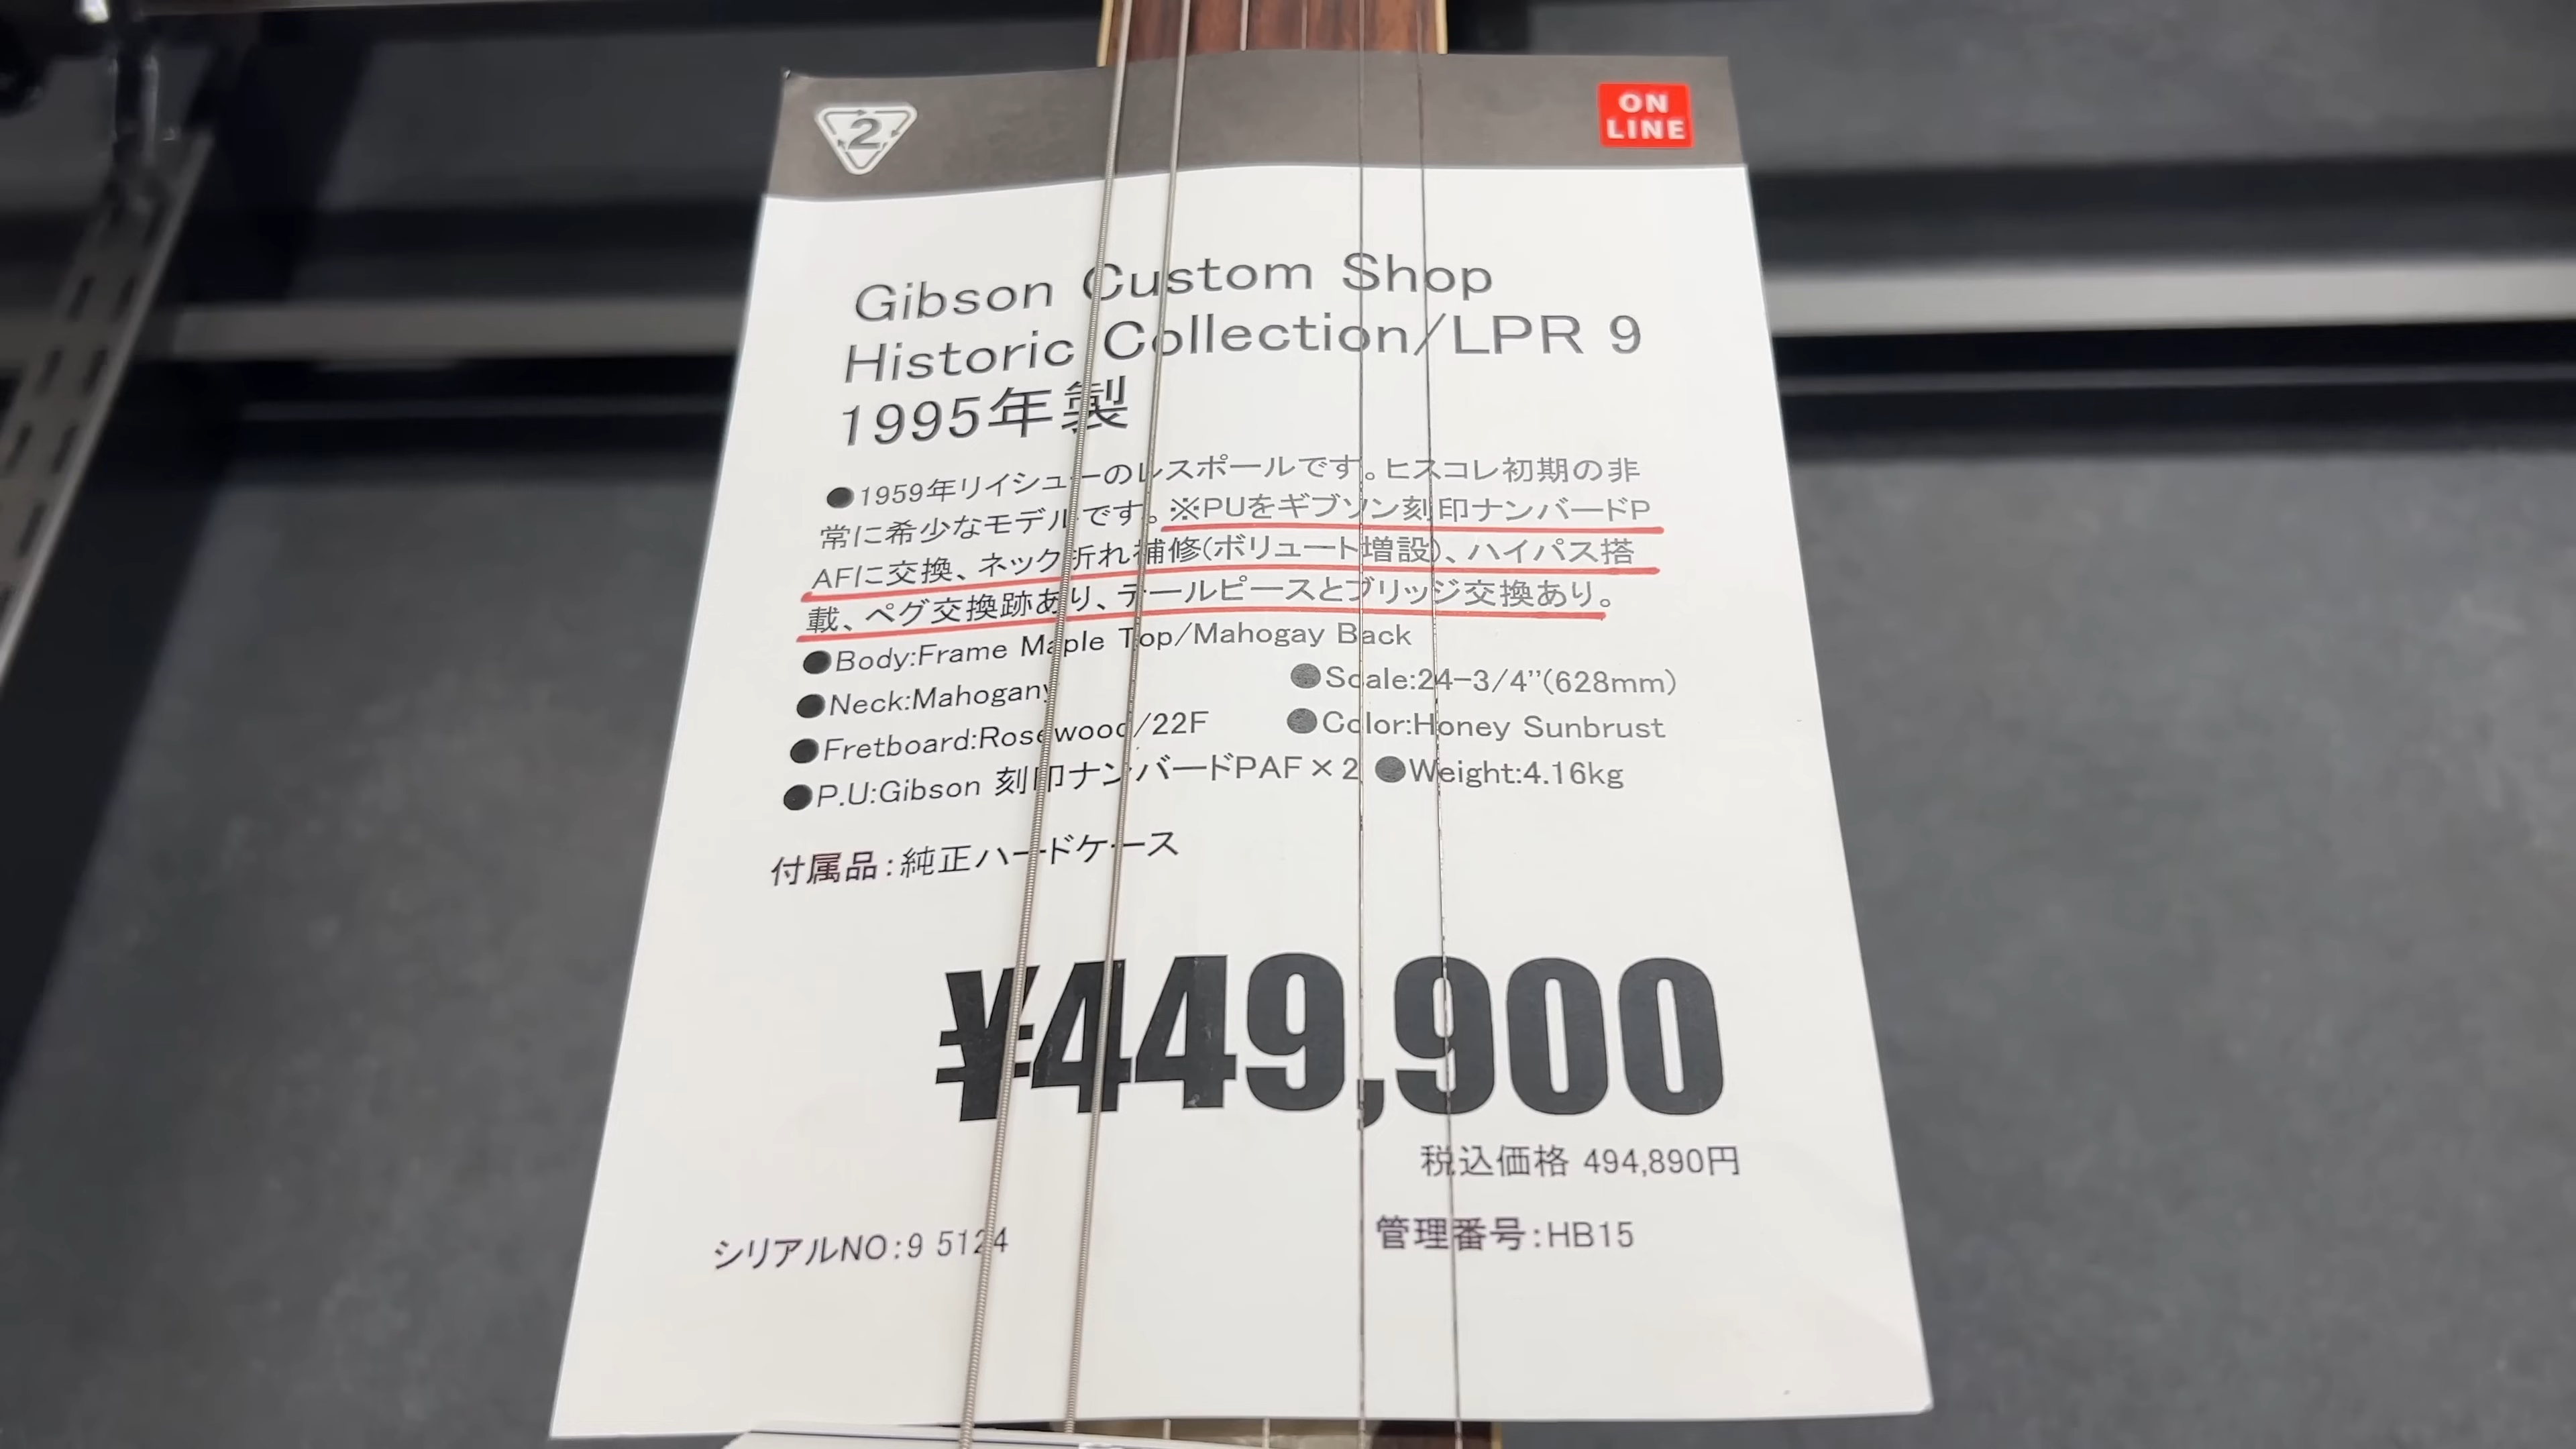 2
ON
LINE
Gibson Custom Shop
Historic Collection/LPR 9
1995年製
●1959年リイシューのレスポールです。ヒスコレ初期の非
常に希少なモデルです。※PUをギブソン刻印ナンバードP
AFに交換、ネック折れ補修(ボリュート増設)、ハイパス搭
載、ペグ交換跡あり、テールピースとブリッジ交換あり。
●Body:Frame Maple Top/Mahogay Back
●Neck:Mahogany ●Scale:24-3/4"(628mm)
●Fretboard:Rosewood/22F ●Color:Honey Sunbrust
●P.U:Gibson 刻印ナンバードPAF×2 ●Weight:4.16kg
付属品:純正ハードケース
¥449,900
税込価格 494,890円
シリアルNO:9 5124 管理番号:HB15